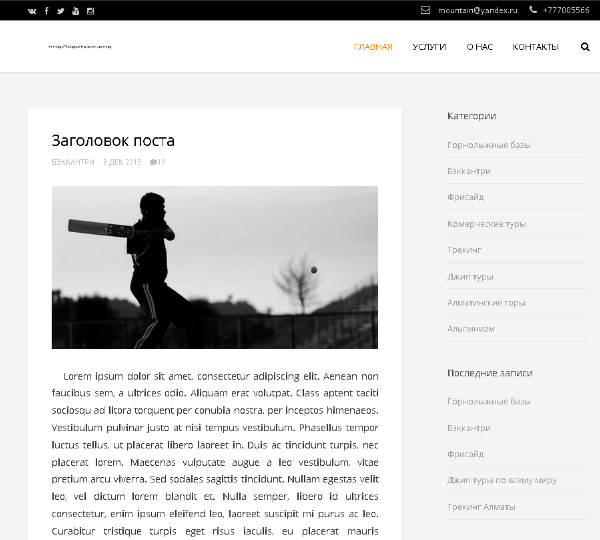 mountain@yandex.ru +777005566
img/logotype.png
ГЛАВНАЯ УСЛУГИ О НАС КОНТАКТЫ
Заголовок поста
БЭККАНТРИ 9 ДЕК 2015 10
Lorem ipsum dolor sit amet, consectetur adipiscing elit. Aenean non
faucibus sem, a ultrices odio. Aliquam erat volutpat. Class aptent taciti
sociosqu ad litora torquent per conubia nostra, per inceptos himenaeos.
Vestibulum pulvinar justo at nisi tempus vestibulum. Phasellus tempor
luctus tellus, ut placerat libero laoreet in. Duis ac tincidunt turpis, nec
placerat lorem. Maecenas vulputate augue a leo vestibulum, vitae
pretium arcu viverra. Sed sodales sagittis tincidunt. Nullam egestas velit
leo, vel dictum lorem blandit et. Nulla semper, libero id ultrices
consectetur, enim ipsum eleifend leo, laoreet suscipit mi purus ac leo.
Curabitur tristique turpis eget risus iaculis, eu placerat mauris
Категории
Горнолыжные базы
Бэккантри
Фрисайд
Комерческие туры
Трекинг
Джип туры
Алматинские горы
Альпинизм
Последние записи
Горнолыжные базы
Бэккантри
Фрисайд
Джип туры по всему миру
Трекинг Алматы